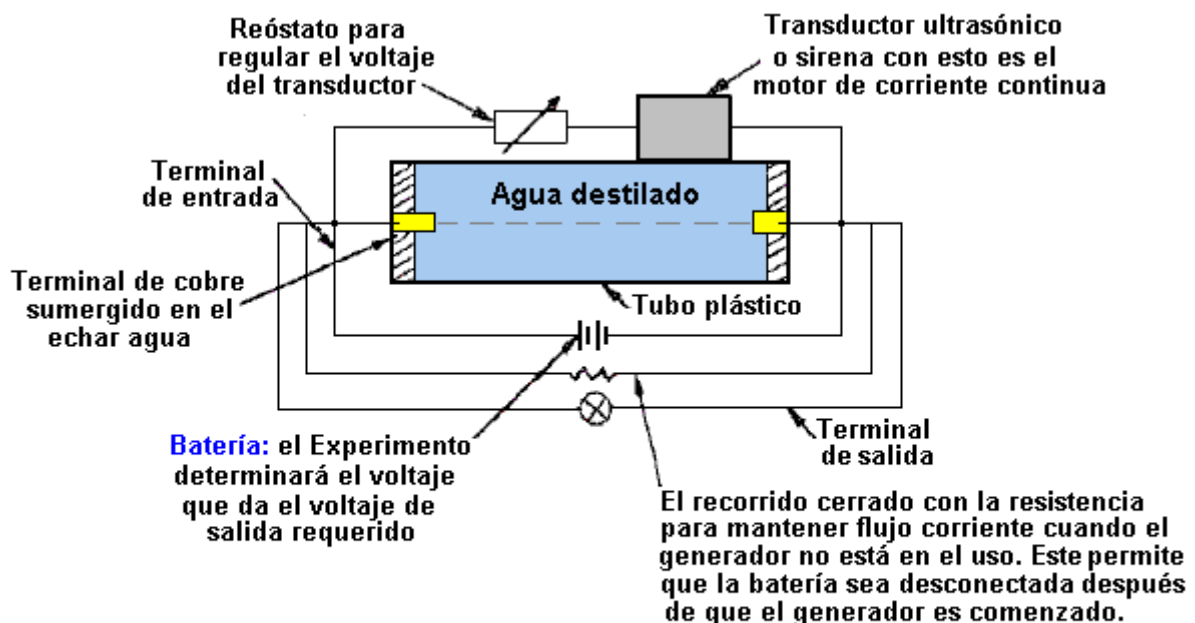 Reóstato para
regular el voltaje
del transductor
Transductor ultrasónico
o sirena con esto es el
motor de corriente continua
Terminal
de entrada
Agua destilado
Terminal de cobre
sumergido en el
echar agua
Tubo plástico
Batería: el Experimento
determinará el voltaje
que da el voltaje de
salida requerido
Terminal
de salida
El recorrido cerrado con la resistencia
para mantener flujo corriente cuando el
generador no está en el uso. Este permite
que la batería sea desconectada después
de que el generador es comenzado.